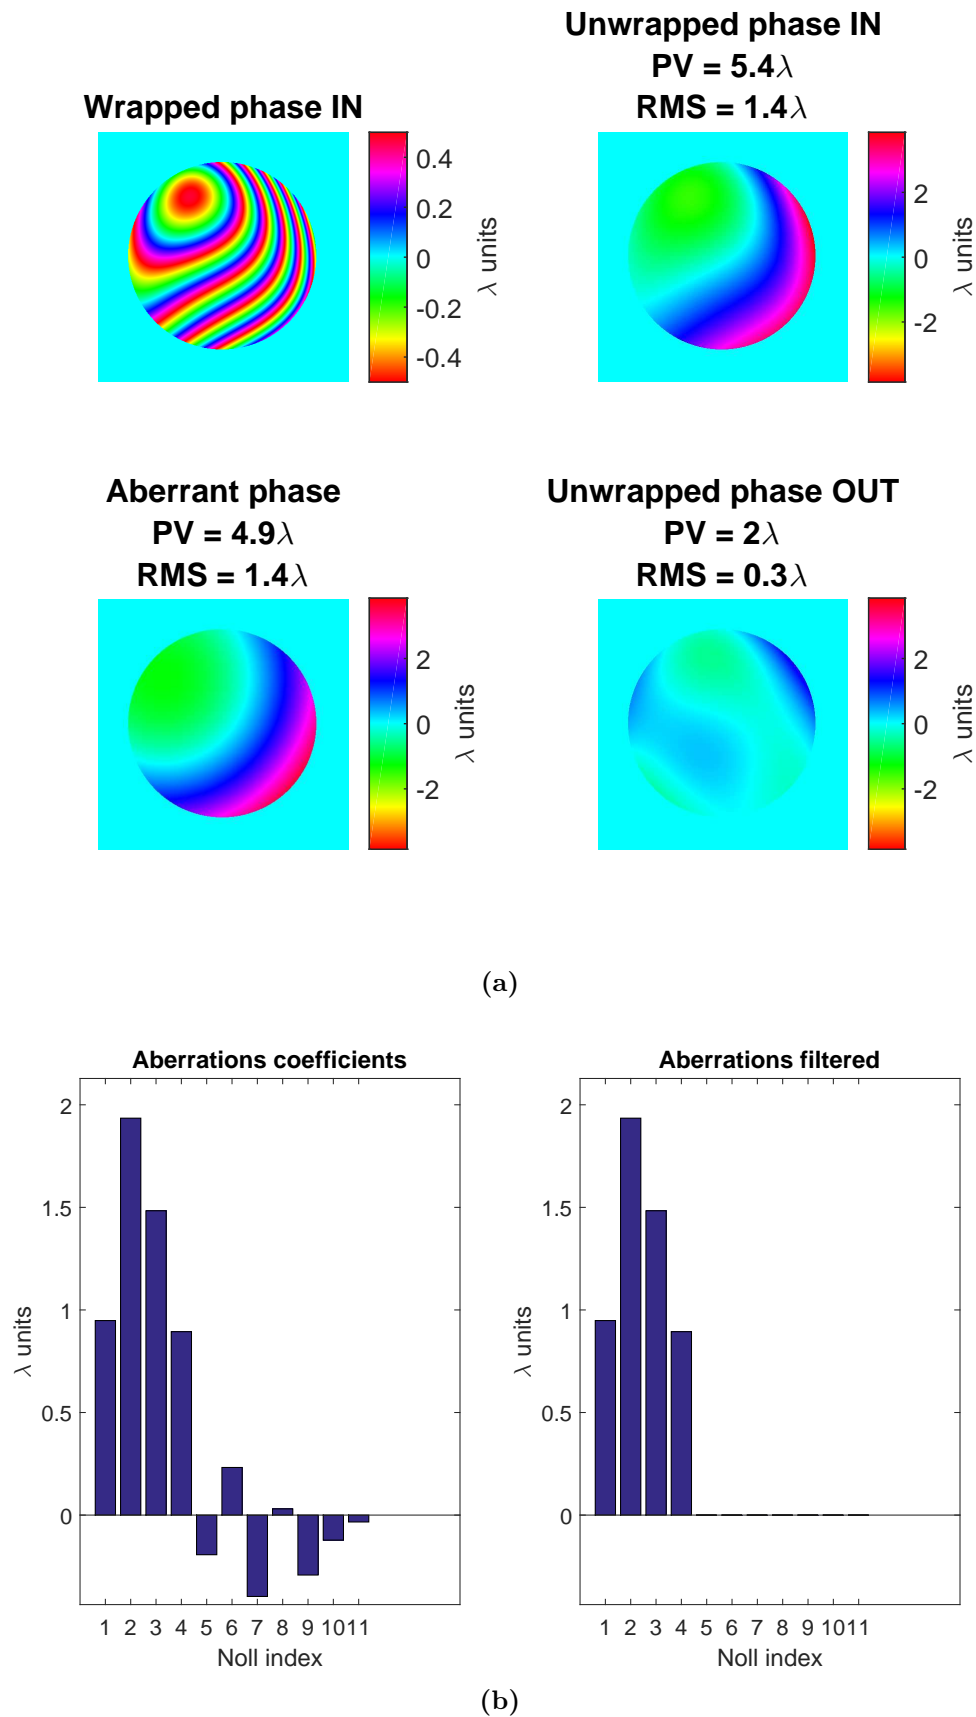 Wrapped phase IN
0.4
0.2
0
-0.2
-0.4
λ units
Unwrapped phase IN
PV = 5.4λ
RMS = 1.4λ
2
0
-2
λ units
Aberrant phase
PV = 4.9λ
RMS = 1.4λ
2
0
-2
λ units
Unwrapped phase OUT
PV = 2λ
RMS = 0.3λ
2
0
-2
λ units
(a)
Aberrations coefficients
2
1.5
1
0.5
0
λ units
1 2 3 4 5 6 7 8 9 10 11
Noll index
Aberrations filtered
2
1.5
1
0.5
0
λ units
1 2 3 4 5 6 7 8 9 10 11
Noll index
(b)